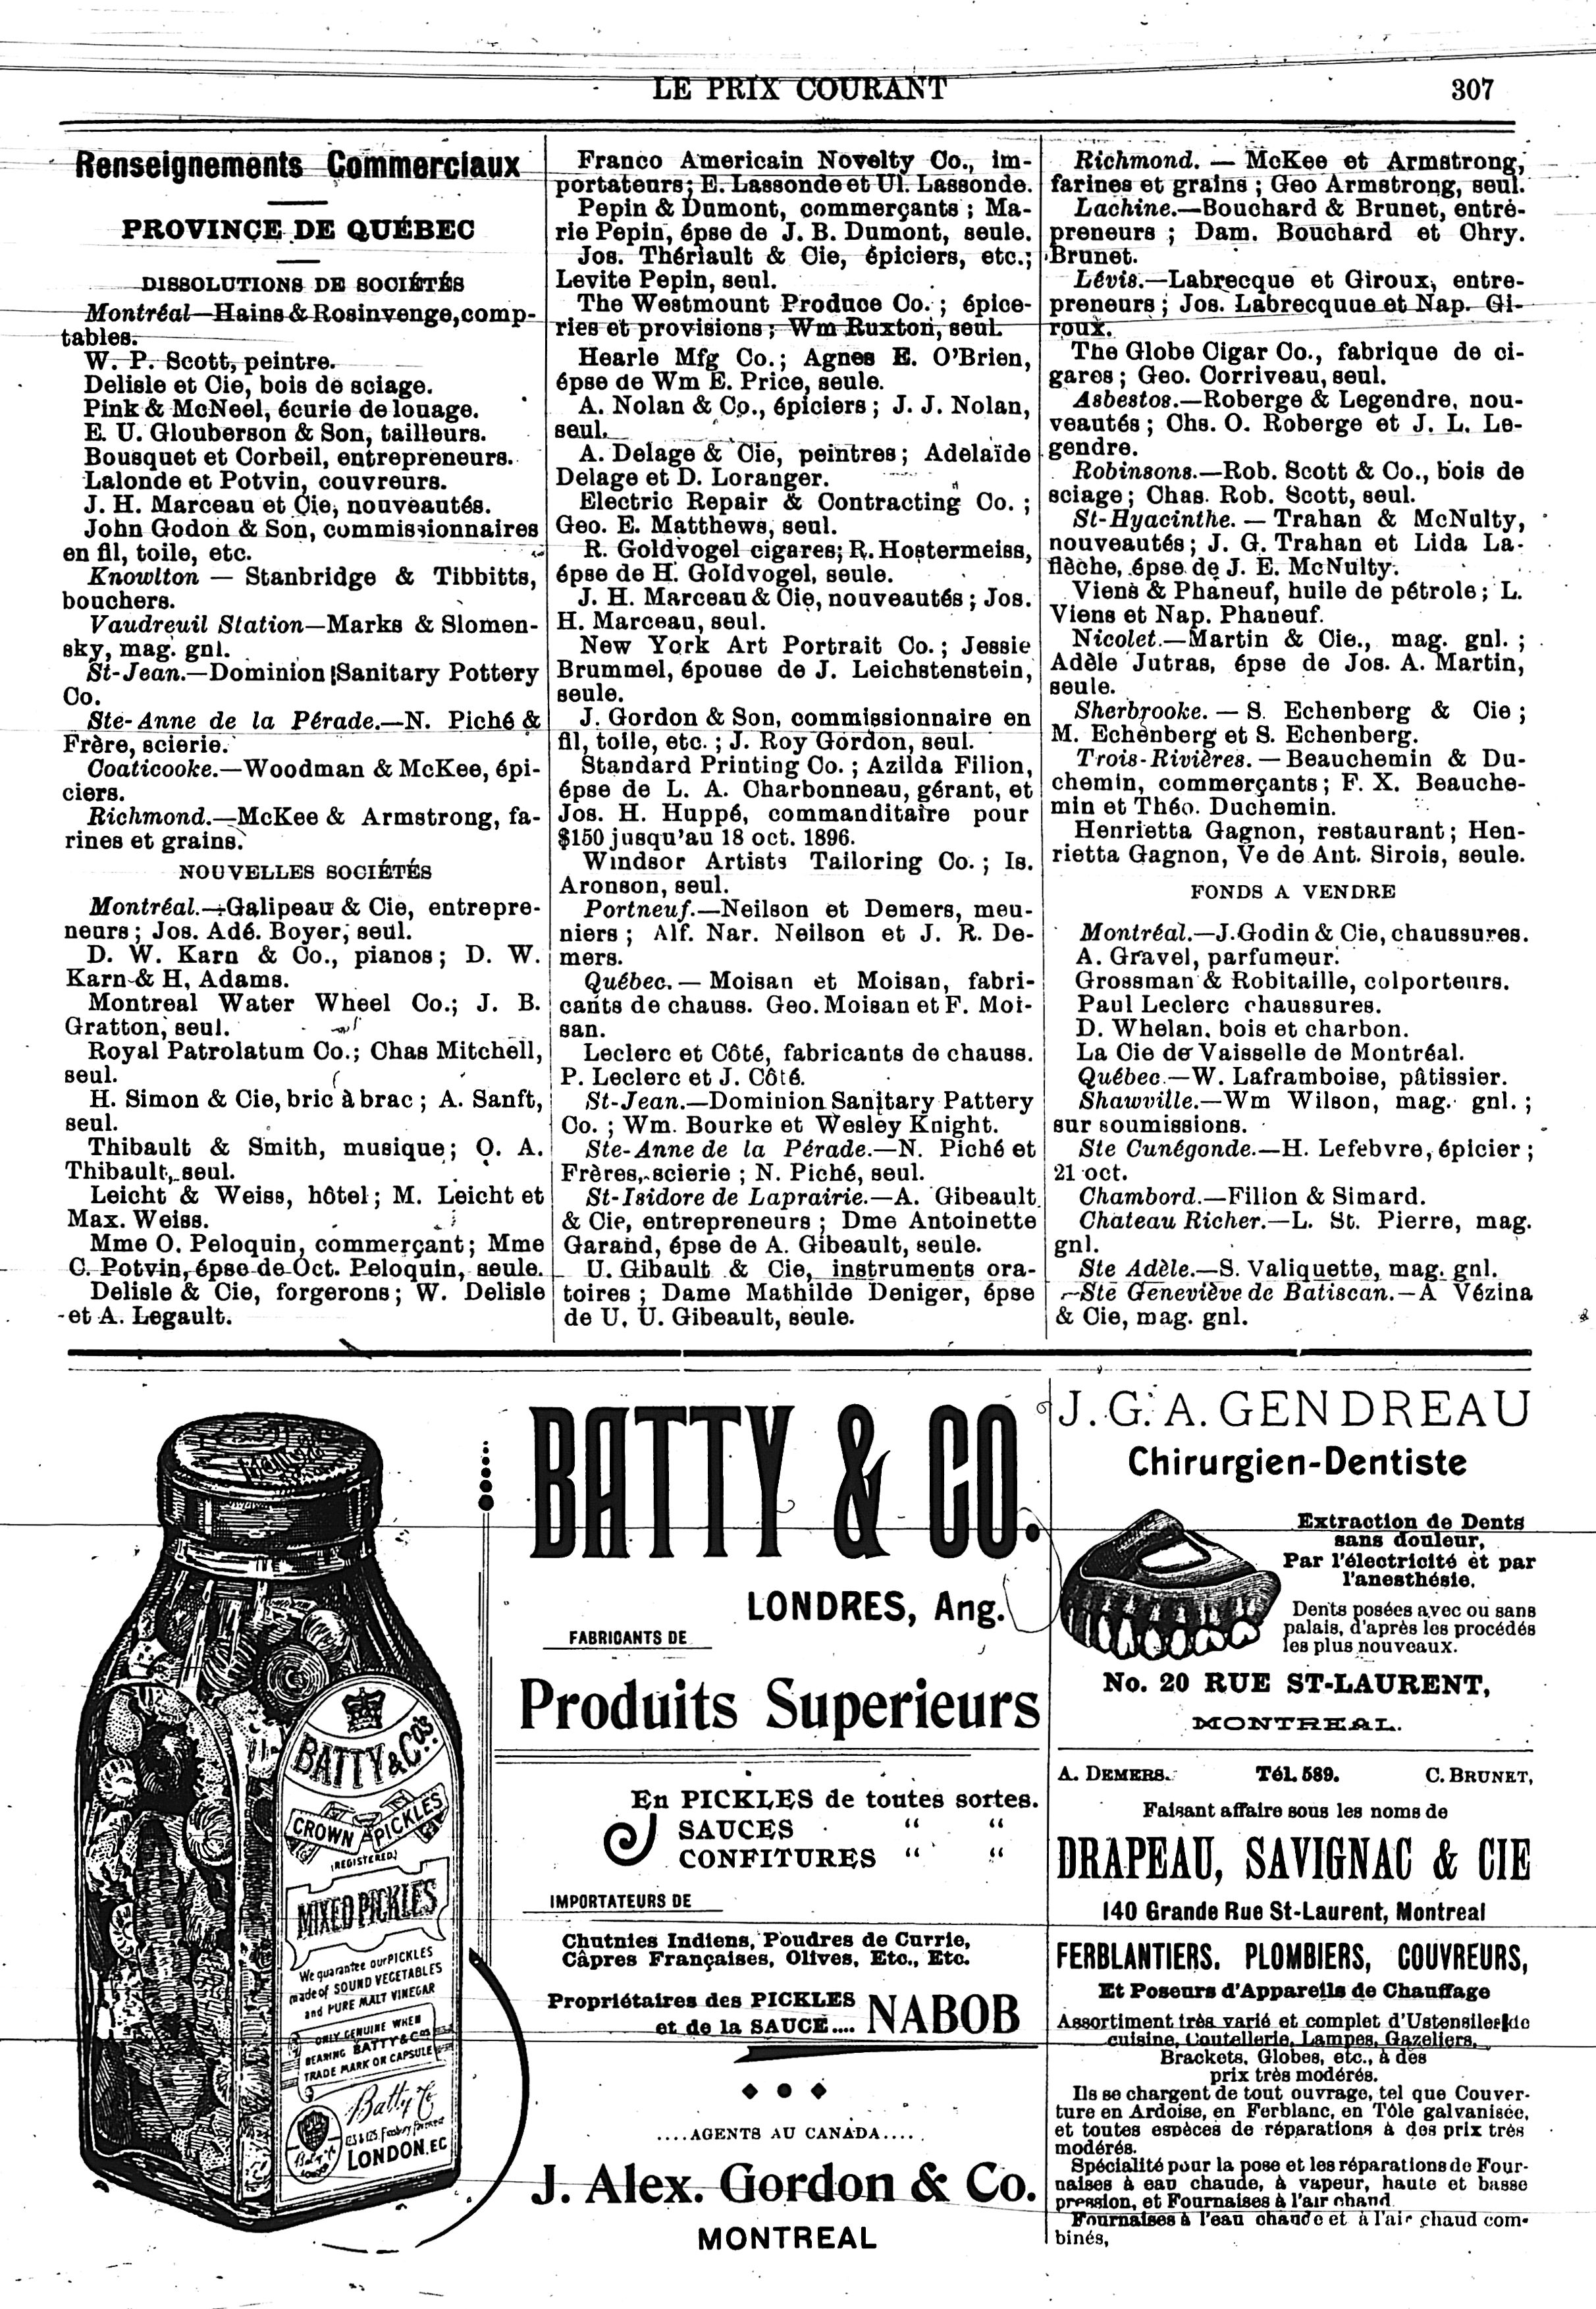 LE PRIX COURANT
307
Renseignements Commerciaux
PROVINCE DE QUÉBEC
DISSOLUTIONS DE SOCIÉTÉS
Montréal—Hains & Rosinvenge, comp-
tables.
W. P. Scott, peintre.
Delisle et Cie, bois de sciage.
Pink & McNeel, écurie de louage.
E. U. Glouberson & Son, tailleurs.
Bousquet et Corbeil, entrepreneurs.
Lalonde et Potvin, couvreurs.
J. H. Marceau et Cie, nouveautés.
John Godon & Son, commissionnaires
en fil, toile, etc.
Knowlton — Stanbridge & Tibbitts,
bouchers.
Vaudreuil Station—Marks & Slomen-
sky, mag. gnl.
St-Jean.—Dominion Sanitary Pottery
Co.
Ste-Anne de la Pérade.—N. Piché &
Frère, scierie.
Coaticooke.—Woodman & McKee, épi-
ciers.
Richmond.—McKee & Armstrong, fa-
rines et grains.
NOUVELLES SOCIÉTÉS
Montréal.—Galipeau & Cie, entrepre-
neurs ; Jos. Adé. Boyer, seul.
D. W. Karn & Co., pianos ; D. W.
Karn & H, Adams.
Montreal Water Wheel Co.; J. B.
Gratton, seul.
Royal Patrolatum Co.; Chas Mitchell,
seul.
H. Simon & Cie, bric à brac ; A. Sanft,
seul.
Thibault & Smith, musique ; O. A.
Thibault, seul.
Leicht & Weiss, hôtel ; M. Leicht et
Max. Weiss.
Mme O. Peloquin, commerçant ; Mme
C. Potvin, épse de Oct. Peloquin, seule.
Delisle & Cie, forgerons ; W. Delisle
et A. Legault.
Franco Americain Novelty Co., im-
portateurs ; E. Lassonde et Ul. Lassonde.
Pepin & Dumont, commerçants ; Ma-
rie Pepin, épse de J. B. Dumont, seule.
Jos. Thériault & Cie, épiciers, etc.;
Levite Pepin, seul.
The Westmount Produce Co. ; épice-
ries et provisions ; Wm Ruxton, seul.
Hearle Mfg Co. ; Agnes E. O'Brien,
épse de Wm E. Price, seule.
A. Nolan & Co., épiciers ; J. J. Nolan,
seul.
A. Delage & Cie, peintres ; Adelaïde
Delage et D. Loranger.
Electric Repair & Contracting Co. ;
Geo. E. Matthews, seul.
R. Goldvogel cigares; R. Hostermeiss,
épse de H. Goldvogel, seule.
J. H. Marceau & Cie, nouveautés ; Jos.
H. Marceau, seul.
New York Art Portrait Co. ; Jessie
Brummel, épouse de J. Leichstenstein,
seule.
J. Gordon & Son, commissionnaire en
fil, toile, etc. ; J. Roy Gordon, seul.
Standard Printing Co. ; Azilda Filion,
épse de L. A. Charbonneau, gérant, et
Jos. H. Huppé, commanditaire pour
$150 jusqu'au 18 oct. 1896.
Windsor Artists Tailoring Co. ; Is.
Aronson, seul.
Portneuf.—Neilson et Demers, meu-
niers ; Alf. Nar. Neilson et J. R. De-
mers.
Québec.—Moisan et Moisan, fabri-
cants de chauss. Geo. Moisan et F. Moi-
san.
Leclerc et Côté, fabricants de chauss.
P. Leclerc et J. Côté.
St-Jean.—Dominion Sanitary Pattery
Co. ; Wm. Bourke et Wesley Knight.
Ste-Anne de la Pérade.—N. Piché et
Frères, scierie ; N. Piché, seul.
St-Isidore de Laprairie.—A. Gibeault
& Cie, entrepreneurs ; Dme Antoinette
Garand, épse de A. Gibeault, seule.
U. Gibault & Cie, instruments ora-
toires ; Dame Mathilde Deniger, épse
de U. U. Gibeault, seule.
Richmond. — McKee et Armstrong,
farines et grains ; Geo Armstrong, seul.
Lachine.—Bouchard & Brunet, entre-
preneurs ; Dam. Bouchard et Chry.
Brunet.
Lévis.—Labrecque et Giroux, entre-
preneurs ; Jos. Labrecquue et Nap. Gi-
roux.
The Globe Cigar Co., fabrique de ci-
gares ; Geo. Corriveau, seul.
Asbestos.—Roberge & Legendre, nou-
veautés ; Chs. O. Roberge et J. L. Le-
gendre.
Robinsons.—Rob. Scott & Co., bois de
sciage ; Chas. Rob. Scott, seul.
St-Hyacinthe. — Trahan & McNulty,
nouveautés ; J. G. Trahan et Lida La-
flèche, épse de J. E. McNulty.
Viens & Phaneuf, huile de pétrole ; L.
Viens et Nap. Phaneuf.
Nicolet.—Martin & Cie., mag. gnl. ;
Adèle Jutras, épse de Jos. A. Martin,
seule.
Sherbrooke. — S. Echenberg & Cie ;
M. Echenberg et S. Echenberg.
Trois-Rivières. — Beauchemin & Du-
chemin, commerçants ; F. X. Beauche-
min et Théo. Duchemin.
Henrietta Gagnon, restaurant ; Hen-
rietta Gagnon, Ve de Ant. Sirois, seule.
FONDS A VENDRE
Montréal.—J. Godin & Cie, chaussures.
A. Gravel, parfumeur.
Grossman & Robitaille, colporteurs.
Paul Leclerc chaussures.
D. Whelan, bois et charbon.
La Cie de Vaisselle de Montréal.
Québec.—W. Laframboise, pâtissier.
Shawville.—Wm Wilson, mag. gnl. ;
sur soumissions.
Ste Cunégonde.—H. Lefebvre, épicier ;
21 oct.
Chambord.—Filion & Simard.
Chateau Richer.—L. St. Pierre, mag.
gnl.
Ste Adèle.—S. Valiquette, mag. gnl.
Ste Geneviève de Batiscan.—A Vézina
& Cie, mag. gnl.
BATTY & Co's
CROWN PICKLES
(REGISTERED.)
MIXED PICKLES
We guarantee our PICKLES
made of SOUND VEGETABLES
and PURE MALT VINEGAR
ONLY GENUINE WHEN
BEARING BATTY & Cos
TRADE MARK OR CAPSULE
Batty & Co
LONDON.EC
BATTY & CO.
LONDRES, Ang.
FABRICANTS DE
Produits Superieurs
En PICKLES de toutes sortes.
SAUCES " "
CONFITURES " "
IMPORTATEURS DE
Chutnies Indiens, Poudres de Currie,
Câpres Françaises, Olives, Etc., Etc.
Propriétaires des PICKLES
et de la SAUCE.... NABOB
....AGENTS AU CANADA....
J. Alex. Gordon & Co.
MONTREAL
J. G. A. GENDREAU
Chirurgien-Dentiste
Extraction de Dents
sans douleur,
Par l'électricité et par
l'anesthésie.
Dents posées avec ou sans
palais, d'après les procédés
les plus nouveaux.
No. 20 RUE ST-LAURENT,
MONTREAL.
A. DEMERS. Tél. 589. C. BRUNET,
Faisant affaire sous les noms de
DRAPEAU, SAVIGNAC & CIE
140 Grande Rue St-Laurent, Montreal
FERBLANTIERS. PLOMBIERS, COUVREURS,
Et Poseurs d'Appareils de Chauffage
Assortiment très varié et complet d'Ustensiles de
cuisine, Coutellerie, Lampes, Gazeliers,
Brackets, Globes, etc., à des
prix très modérés.
Ils se chargent de tout ouvrage, tel que Couver-
ture en Ardoise, en Ferblanc, en Tôle galvanisée,
et toutes espèces de réparations à des prix très
modérés.
Spécialité pour la pose et les réparations de Four-
naises à eau chaude, à vapeur, haute et basse
pression, et Fournaises à l'air chaud.
Fournaises à l'eau chaude et à l'air chaud com-
binés,